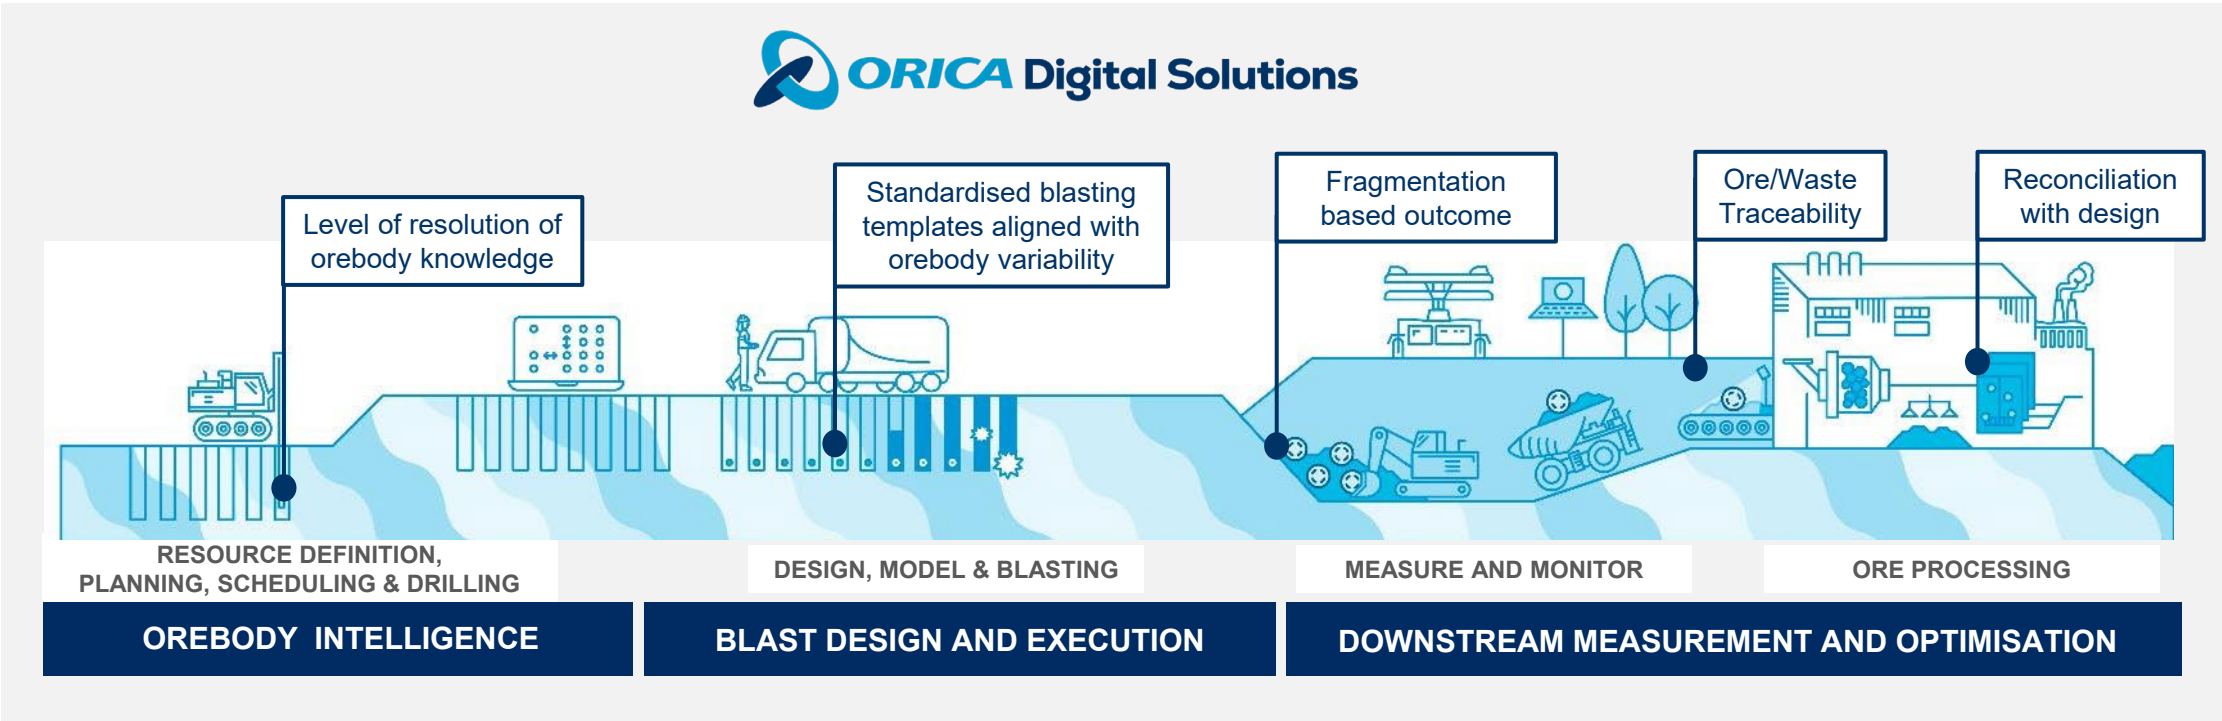 ORICA Digital Solutions
Level of resolution of
orebody knowledge
Standardised blasting
templates aligned with
orebody variability
Fragmentation
based outcome
Ore/Waste
Traceability
Reconciliation
with design
RESOURCE DEFINITION,
PLANNING, SCHEDULING & DRILLING
DESIGN, MODEL & BLASTING
MEASURE AND MONITOR
ORE PROCESSING
OREBODY INTELLIGENCE
BLAST DESIGN AND EXECUTION
DOWNSTREAM MEASUREMENT AND OPTIMISATION